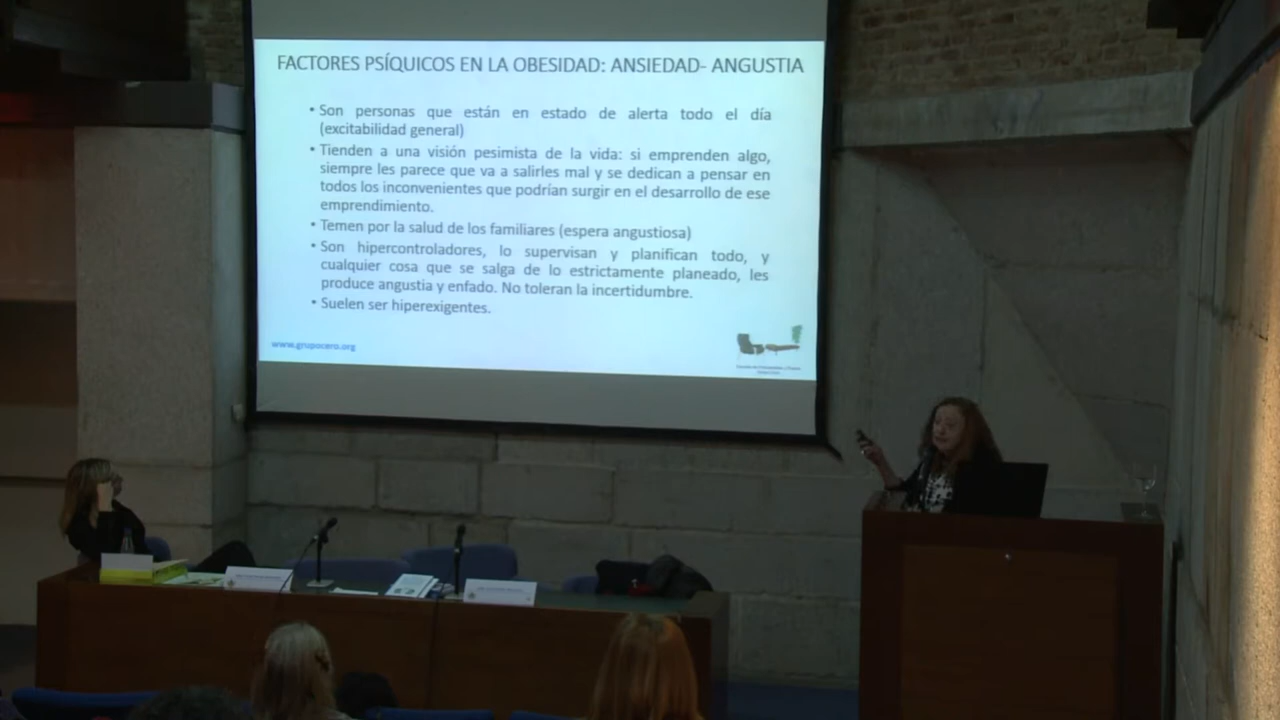 FACTORES PSÍQUICOS EN LA OBESIDAD: ANSIEDAD- ANGUSTIA
• Son personas que están en estado de alerta todo el día
(excitabilidad general)
• Tienden a una visión pesimista de la vida: si emprenden algo,
siempre les parece que va a salirles mal y se dedican a pensar en
todos los inconvenientes que podrían surgir en el desarrollo de ese
emprendimiento.
• Temen por la salud de los familiares (espera angustiosa)
• Son hipercontroladores, lo supervisan y planifican todo, y
cualquier cosa que se salga de lo estrictamente planeado, les
produce angustia y enfado. No toleran la incertidumbre.
• Suelen ser hiperexigentes.
www.grupocero.org